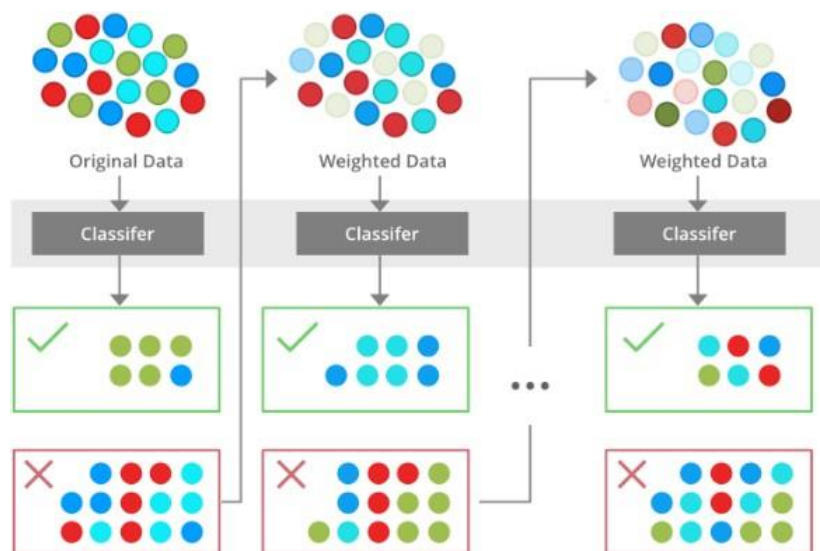 Original Data
Weighted Data
Weighted Data
Classifer
Classifer
Classifer
...